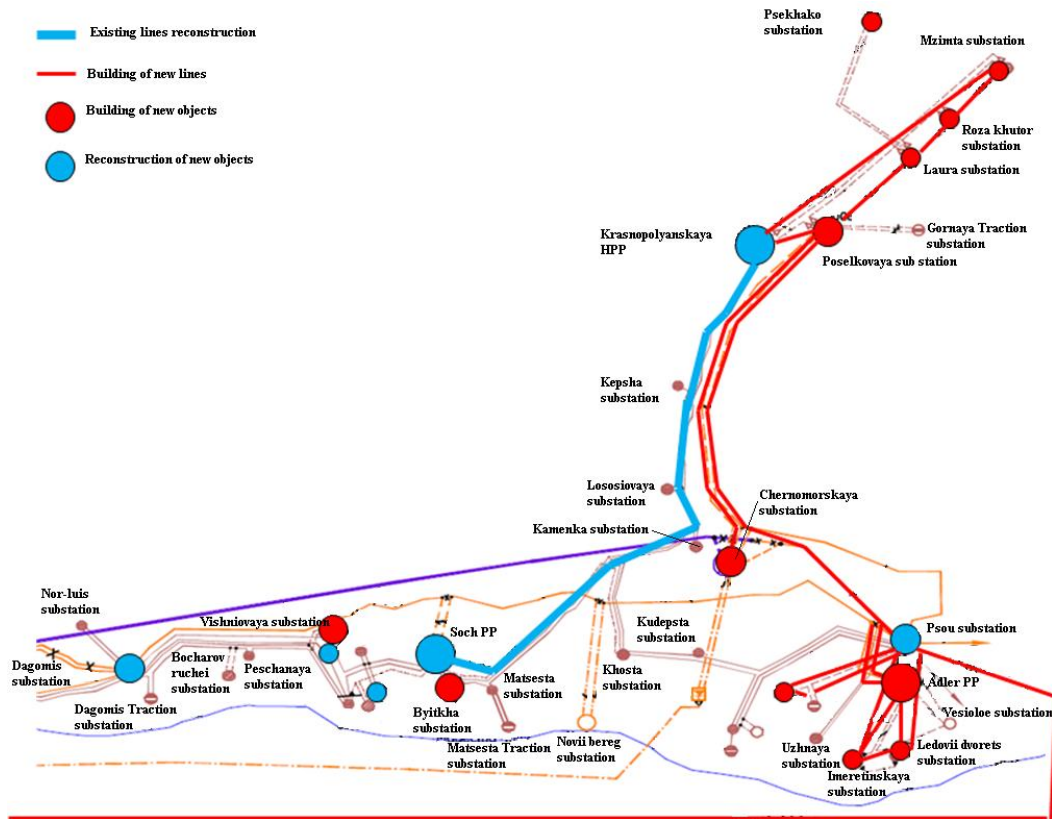 Existing lines reconstruction
Building of new lines
Building of new objects
Reconstruction of new objects
Psekhako
substation
Mzimta substation
Roza khutor
substation
Laura substation
Krasnopolyanskaya
HPP
Gornaya Traction
substation
Poselkovaya sub station
Kepsha
substation
Lososiovaya
substation
Chernomorskaya
substation
Kamenka substation
Nor-luis
substation
Vishniovaya substation
Soch PP
Kudepsta
substation
Psou substation
Dagomis
substation
Bocharov
ruchei
substation
Peschanaya
substation
Matsesta
substation
Khosta
substation
Adler PP
Dagomis Traction
substation
Byitkha
substation
Vesioloe substation
Matsesta Traction
substation
Novii bereg
substation
Uzhnaya
substation
Ledovii dvorets
substation
Imeretinskaya
substation